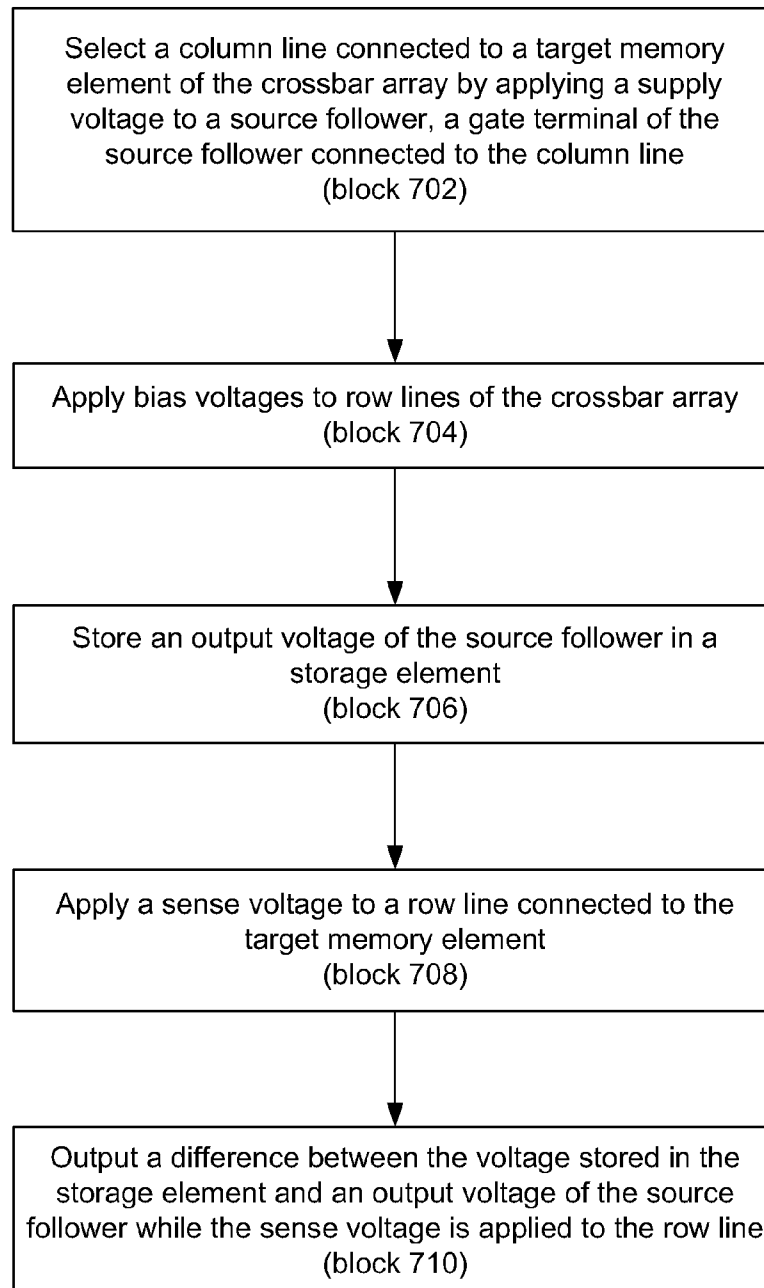 Select a column line connected to a target memory
element of the crossbar array by applying a supply
voltage to a source follower, a gate terminal of the
source follower connected to the column line
(block 702)
Apply bias voltages to row lines of the crossbar array
(block 704)
Store an output voltage of the source follower in a
storage element
(block 706)
Apply a sense voltage to a row line connected to the
target memory element
(block 708)
Output a difference between the voltage stored in the
storage element and an output voltage of the source
follower while the sense voltage is applied to the row line
(block 710)